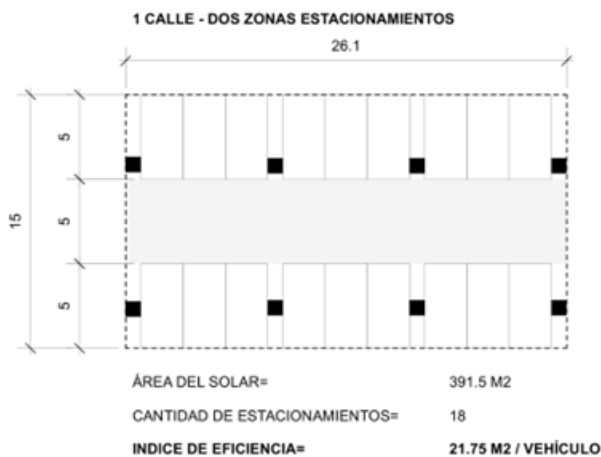 1 CALLE - DOS ZONAS ESTACIONAMIENTOS
26.1
15
5
5
5
ÁREA DEL SOLAR= 391.5 M2
CANTIDAD DE ESTACIONAMIENTOS= 18
INDICE DE EFICIENCIA= 21.75 M2 / VEHÍCULO